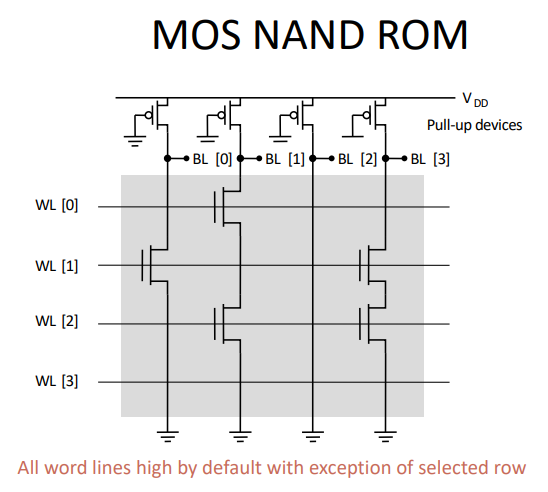 MOS NAND ROM
V DD
Pull-up devices
BL [0] BL [1] BL [2] BL [3]
WL [0]
WL [1]
WL [2]
WL [3]
All word lines high by default with exception of selected row